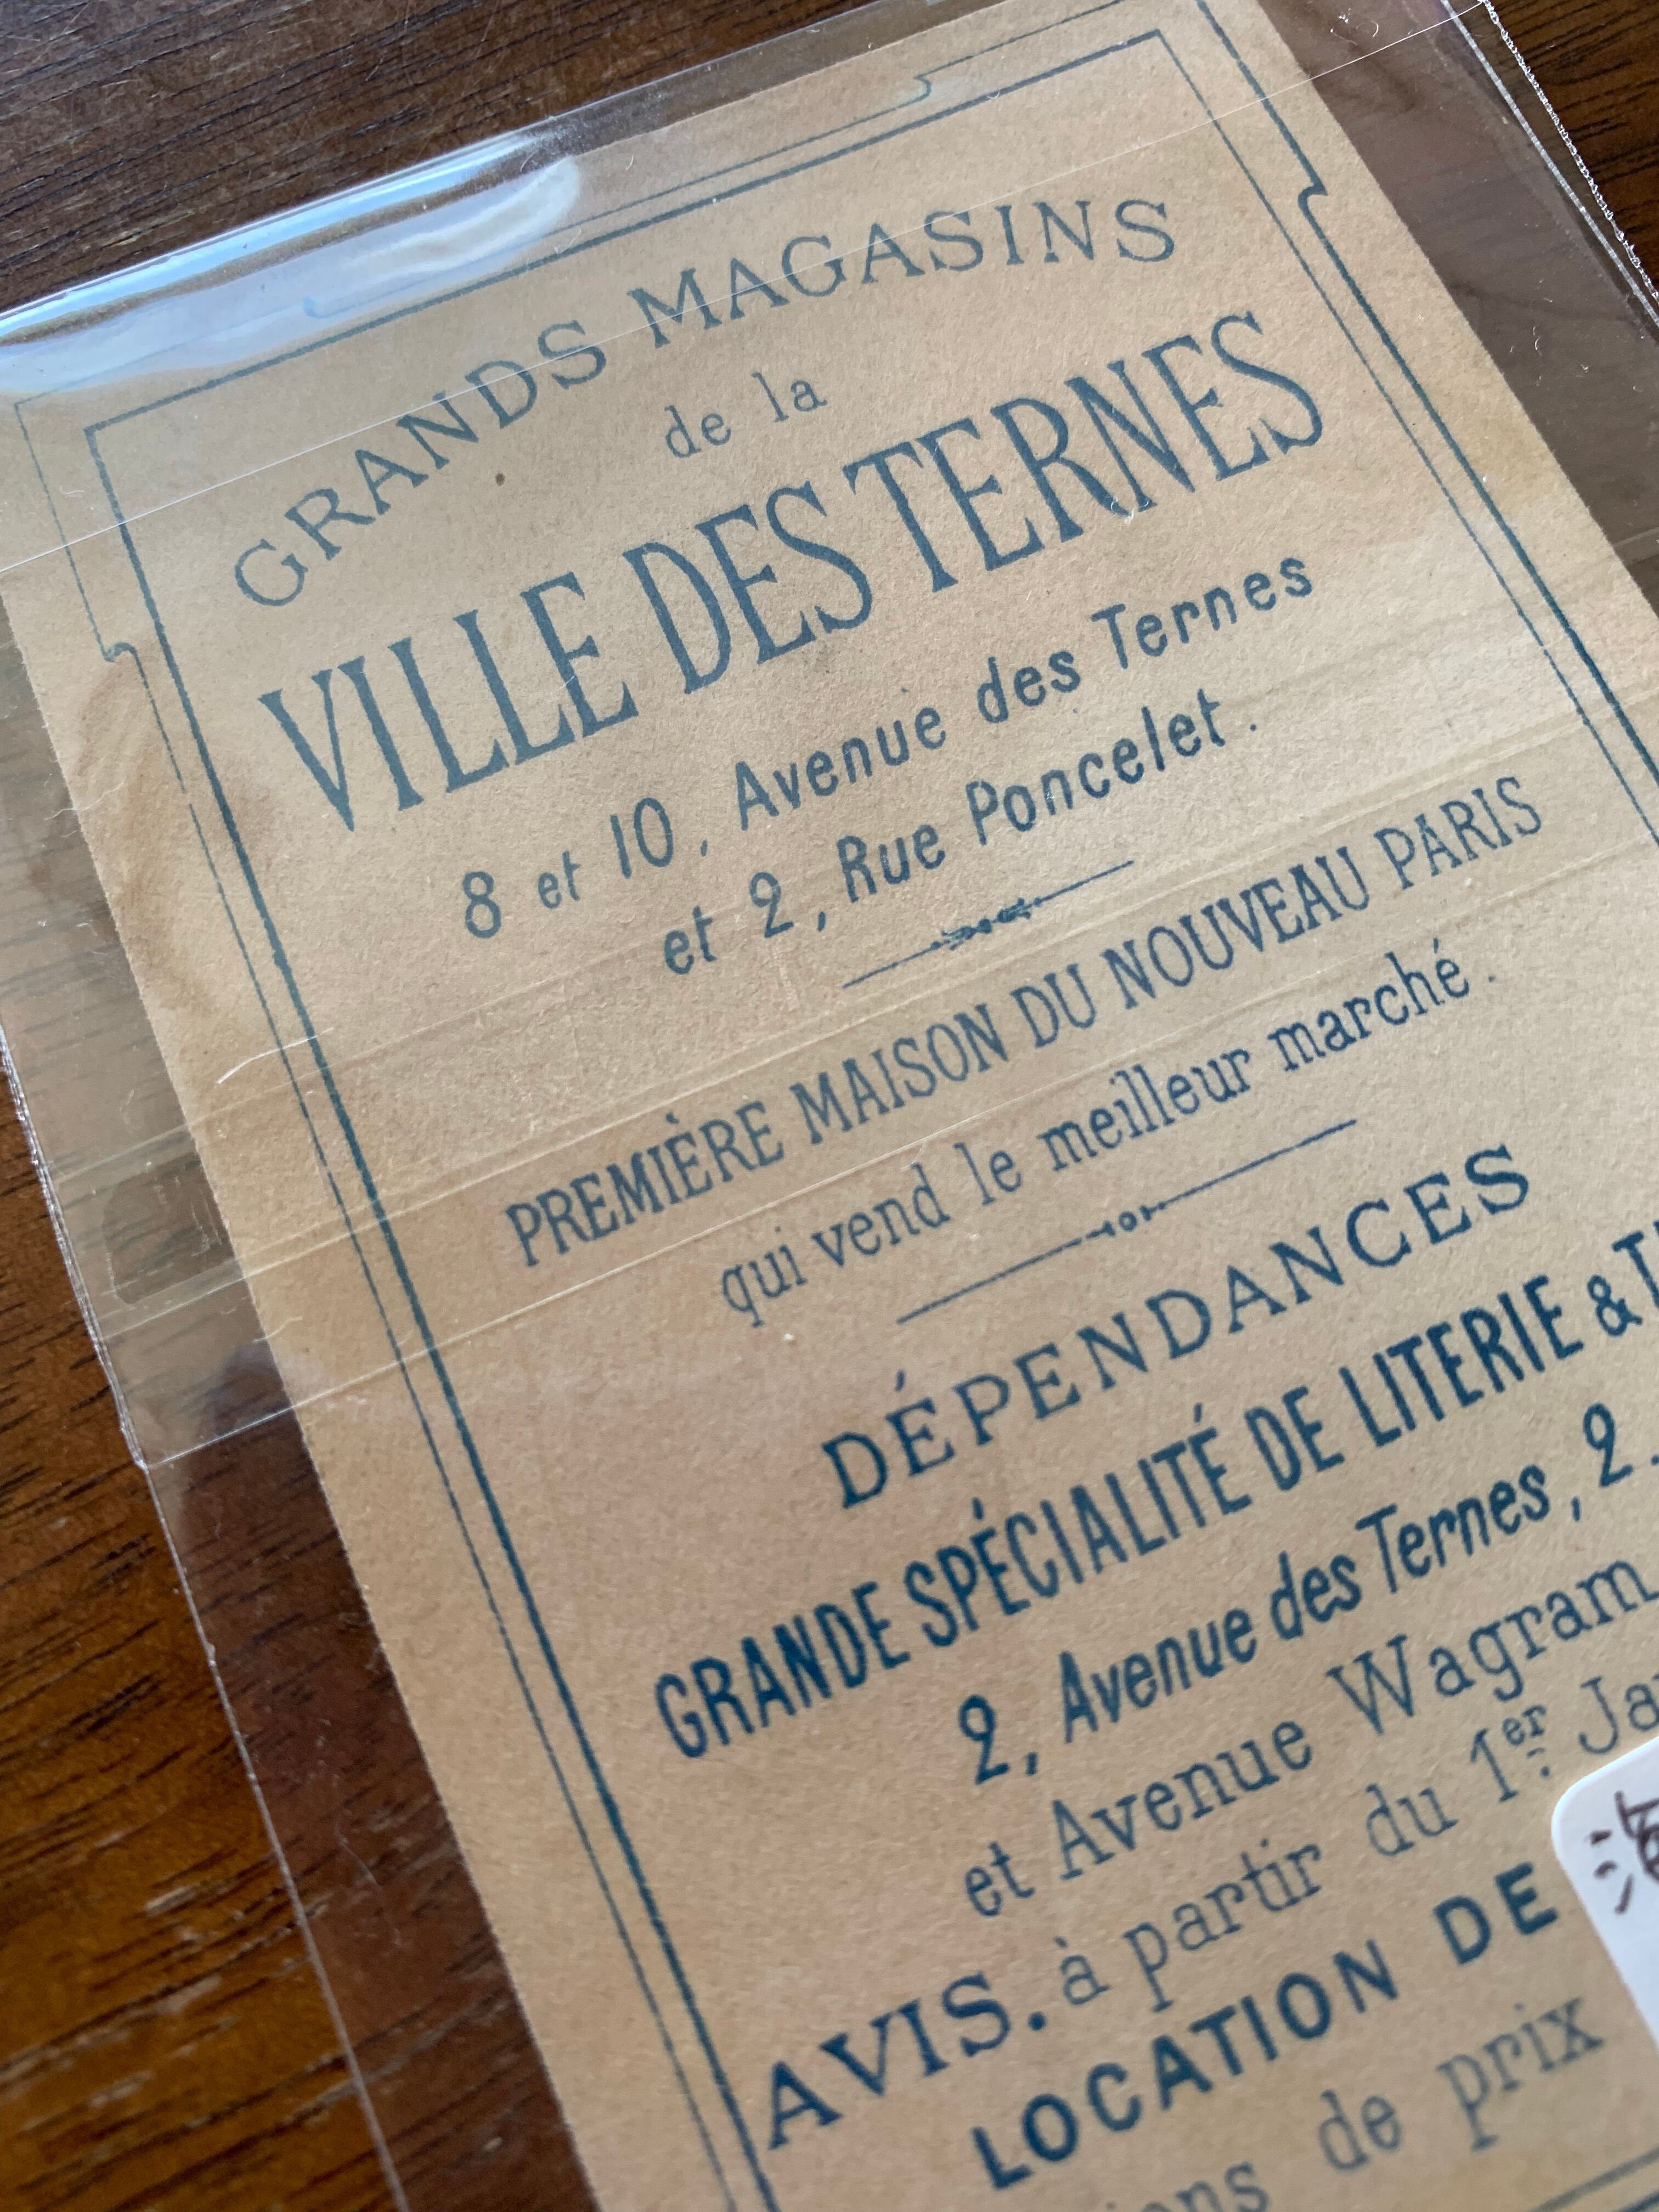 GRANDS MAGASINS
de la
VILLE DES TERNES
8 et 10, Avenue des Ternes
et 2, Rue Poncelet.
PREMIÈRE MAISON DU NOUVEAU PARIS
qui vend le meilleur marché.
DÉPENDANCES
GRANDE SPÉCIALITÉ DE LITERIE &
2, Avenue des Ternes, 2.
et Avenue Wagram
AVIS. à partir du 1er
LOCATION DE
de prix